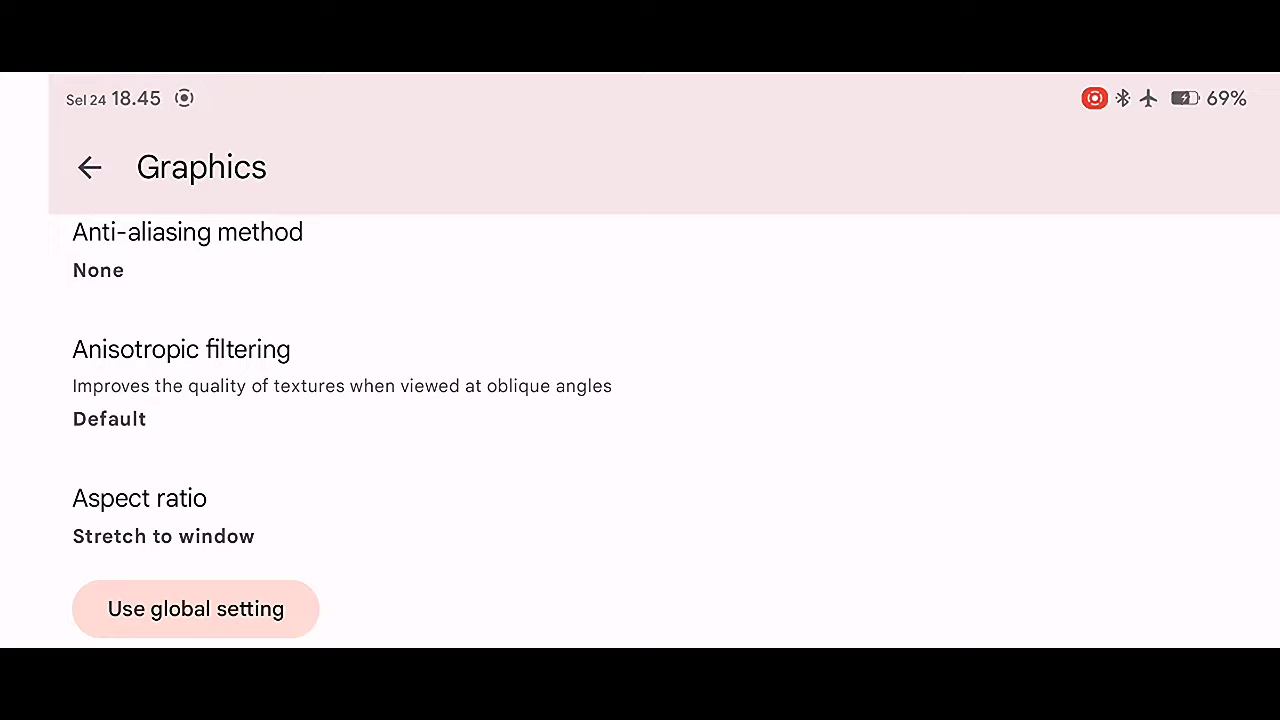 Sel 24 18.45 69%
Graphics
Anti-aliasing method
None
Anisotropic filtering
Improves the quality of textures when viewed at oblique angles
Default
Aspect ratio
Stretch to window
Use global setting